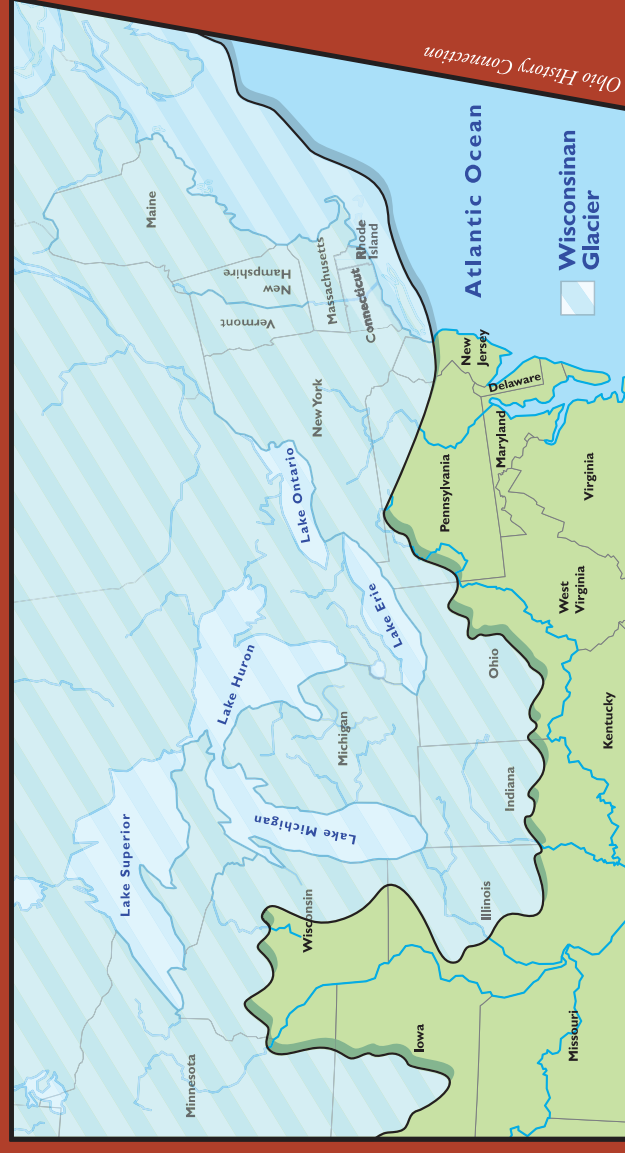 Ohio History Connection
Atlantic Ocean
Wisconsinan
Glacier
Maine
New
Hampshire
Vermont
Massachusetts
Rhode
Island
Connecticut
New York
New
Jersey
Delaware
Maryland
Pennsylvania
Virginia
West
Virginia
Lake Ontario
Lake Erie
Lake Huron
Ohio
Kentucky
Michigan
Indiana
Lake Michigan
Lake Superior
Illinois
Wisconsin
Iowa
Missouri
Minnesota